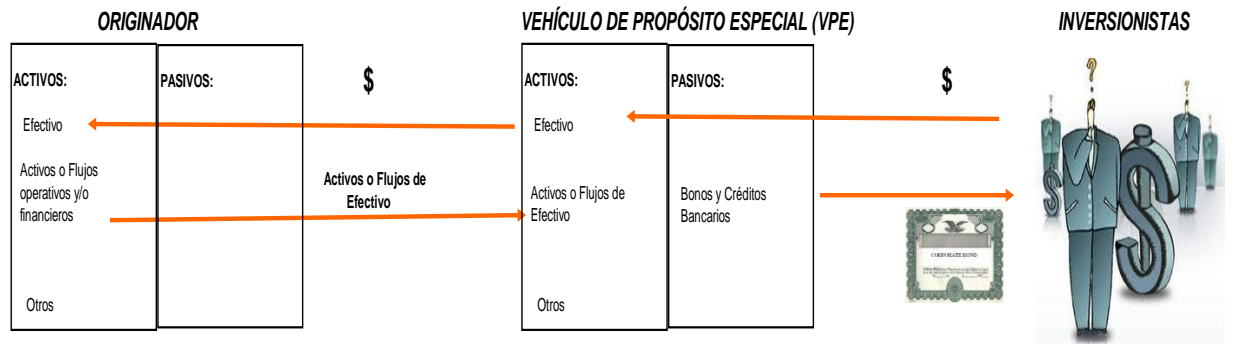 ORIGINADOR
VEHÍCULO DE PROPÓSITO ESPECIAL (VPE)
INVERSIONISTAS
ACTIVOS:
PASIVOS:
$
Efectivo
Activos o Flujos
operativos y/o
financieros
Otros
Activos o Flujos de
Efectivo
ACTIVOS:
PASIVOS:
$
Efectivo
Activos o Flujos de
Efectivo
Bonos y Créditos
Bancarios
Otros
CORPORATE BOND